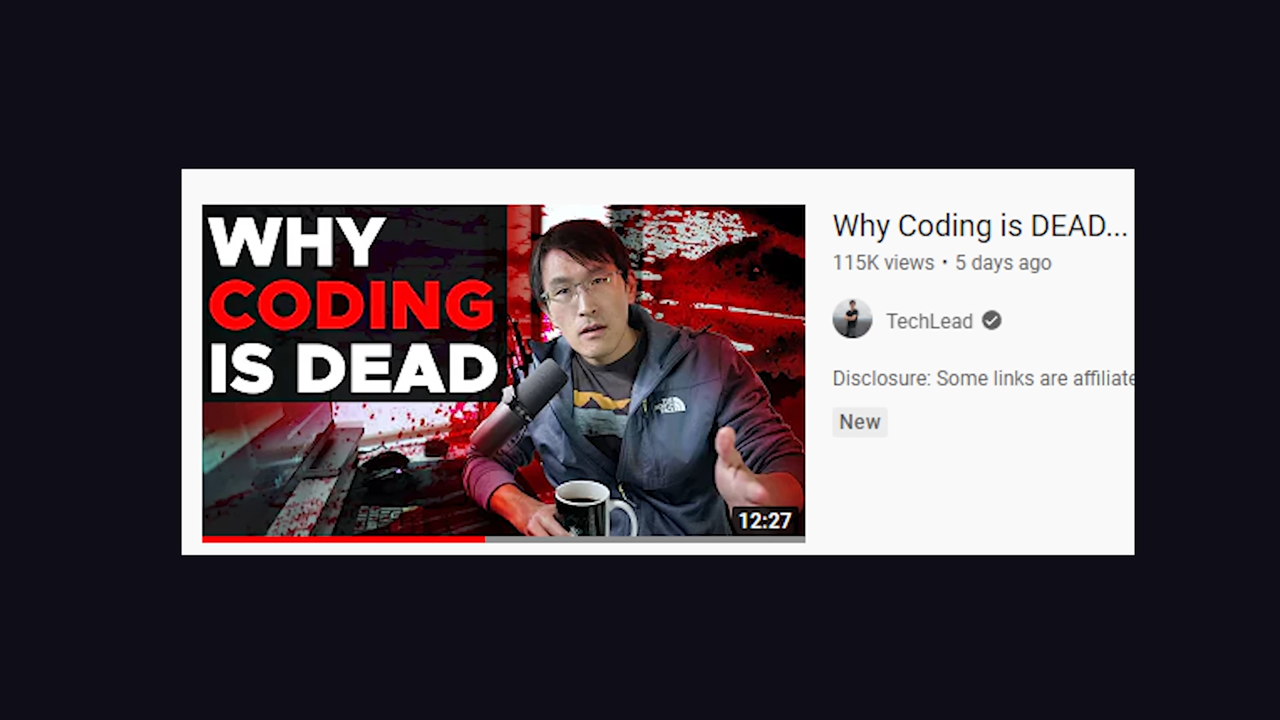 WHY
CODING
IS DEAD
12:27
Why Coding is DEAD...
115K views • 5 days ago
TechLead
Disclosure: Some links are affiliate
New